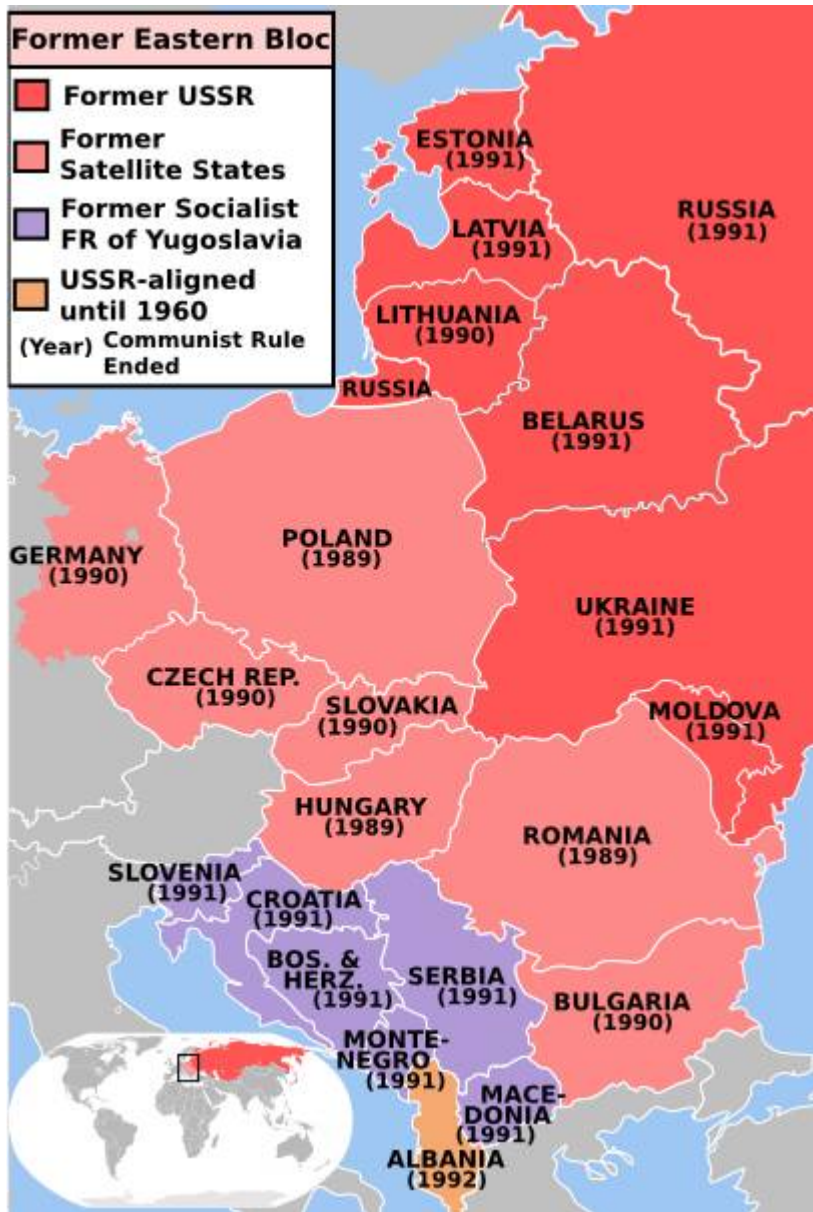 Former Eastern Bloc
Former USSR
Former
Satellite States
Former Socialist
FR of Yugoslavia
USSR-aligned
until 1960
(Year) Communist Rule
Ended
ESTONIA
(1991)
RUSSIA
(1991)
LATVIA
(1991)
LITHUANIA
(1990)
RUSSIA
BELARUS
(1991)
POLAND
(1989)
GERMANY
(1990)
UKRAINE
(1991)
CZECH REP.
(1990)
SLOVAKIA
(1990)
MOLDOVA
(1991)
HUNGARY
(1989)
ROMANIA
(1989)
SLOVENIA
(1991)
CROATIA
(1991)
BOS. &
HERZ.
(1991)
SERBIA
(1991)
BULGARIA
(1990)
MONTE-
NEGRO
(1991)
MACE-
DONIA
(1991)
ALBANIA
(1992)